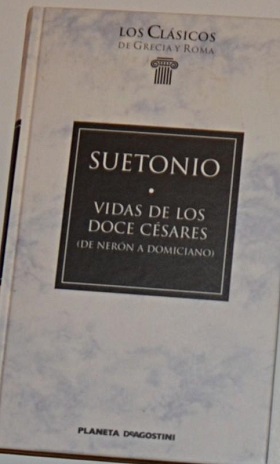 LOS CLÁSICOS
DE GRECIA Y ROMA
SUETONIO
VIDAS DE LOS
DOCE CÉSARES
(DE NERÓN A DOMICIANO)
PLANETA DEAGOSTINI